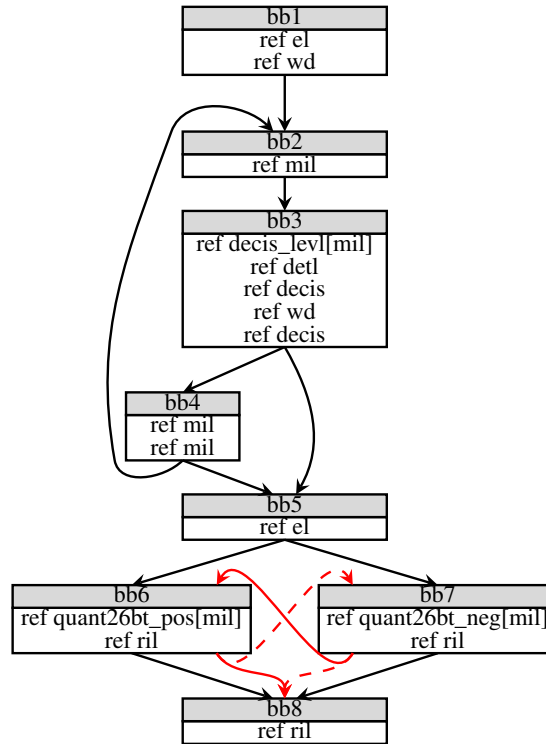 bb1
ref el
ref wd
bb2
ref mil
bb3
ref decis_levl[mil]
ref detl
ref decis
ref wd
ref decis
bb4
ref mil
ref mil
bb5
ref el
bb6
ref quant26bt_pos[mil]
ref ril
bb7
ref quant26bt_neg[mil]
ref ril
bb8
ref ril